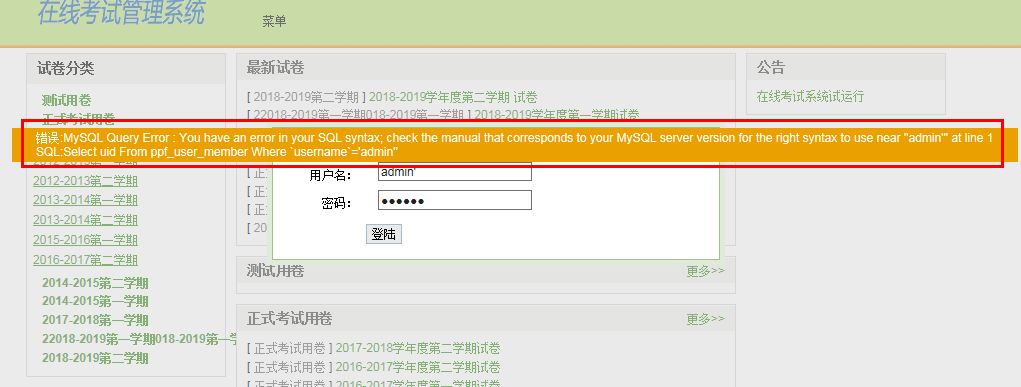 在线考试管理系统
菜单
试卷分类
测试用卷
正式考试用卷
最新试卷
[ 2018-2019第二学期 ] 2018-2019学年度第二学期 试卷
[ 22018-2019第一学期018-2019第一学期 ] 2018-2019学年度第一学期试卷
公告
在线考试系统试运行
错误:MySQL Query Error : You have an error in your SQL syntax; check the manual that corresponds to your MySQL server version for the right syntax to use near ''admin''' at line 1
SQL:Select uid From ppf_user_member Where `username`='admin''
2012-2013第二学期
2013-2014第一学期
2013-2014第二学期
2015-2016第一学期
2016-2017第二学期
2014-2015第二学期
2014-2015第一学期
2017-2018第一学期
22018-2019第一学期018-2019第一学
2018-2019第二学期
[ 正
[ 正
[ 正
[ 20
用户名：
admin'
密码：
●●●●●●
登陆
测试用卷
更多>>
正式考试用卷
更多>>
[ 正式考试用卷 ] 2017-2018学年度第二学期试卷
[ 正式考试用卷 ] 2016-2017学年度第二学期试卷
[ 正式考试用卷 ] 2016-2017学年度第一学期试卷